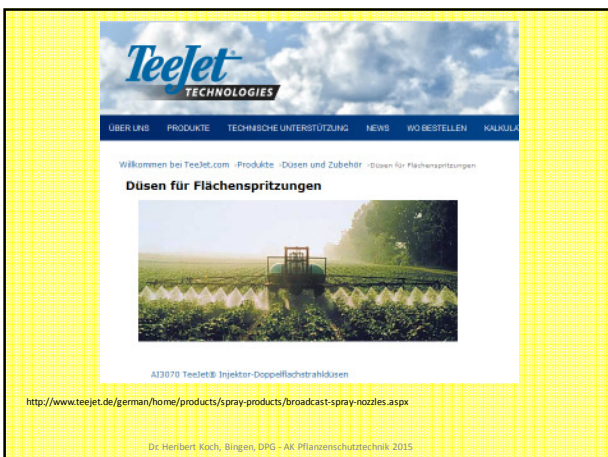 TeeJet®
TECHNOLOGIES
ÜBER UNS PRODUKTE TECHNISCHE UNTERSTÜTZUNG NEWS WO BESTELLEN KALKULA
Willkommen bei TeeJet.com ›Produkte ›Düsen und Zubehör ›Düsen für Flächenspritzungen
Düsen für Flächenspritzungen
AI3070 TeeJet® Injektor-Doppelflachstrahldüsen
http://www.teejet.de/german/home/products/spray-products/broadcast-spray-nozzles.aspx
Dr. Heribert Koch, Bingen, DPG - AK Pflanzenschutztechnik 2015